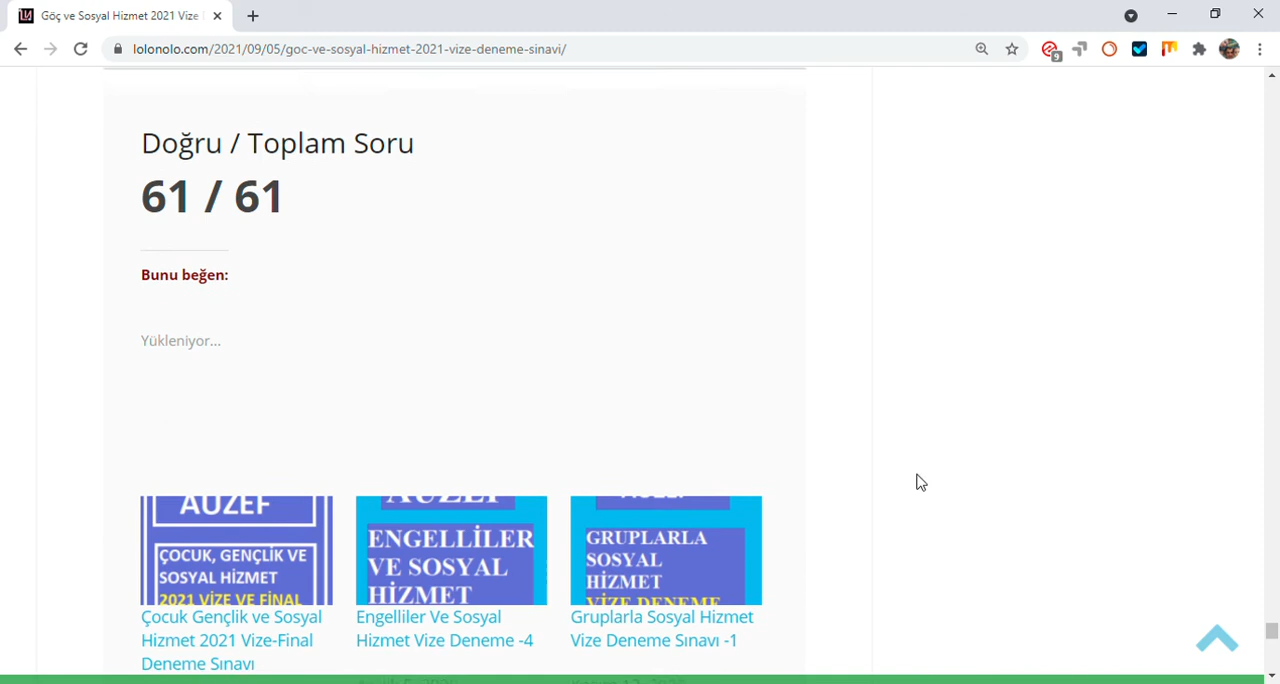 Göç ve Sosyal Hizmet 2021 Vize
lolonolo.com/2021/09/05/goc-ve-sosyal-hizmet-2021-vize-deneme-sinavi/
9
Doğru / Toplam Soru
61 / 61
Bunu beğen:
Yükleniyor...
AUZEF
ÇOCUK, GENÇLİK VE
SOSYAL HİZMET
2021 VİZE VE FİNAL
AUZEF
ENGELLİLER
VE SOSYAL
HİZMET
GRUPLARLA
SOSYAL
HİZMET
VİZE DENEME
Çocuk Gençlik ve Sosyal
Hizmet 2021 Vize-Final
Deneme Sınavı
Engelliler Ve Sosyal
Hizmet Vize Deneme -4
Gruplarla Sosyal Hizmet
Vize Deneme Sınavı -1